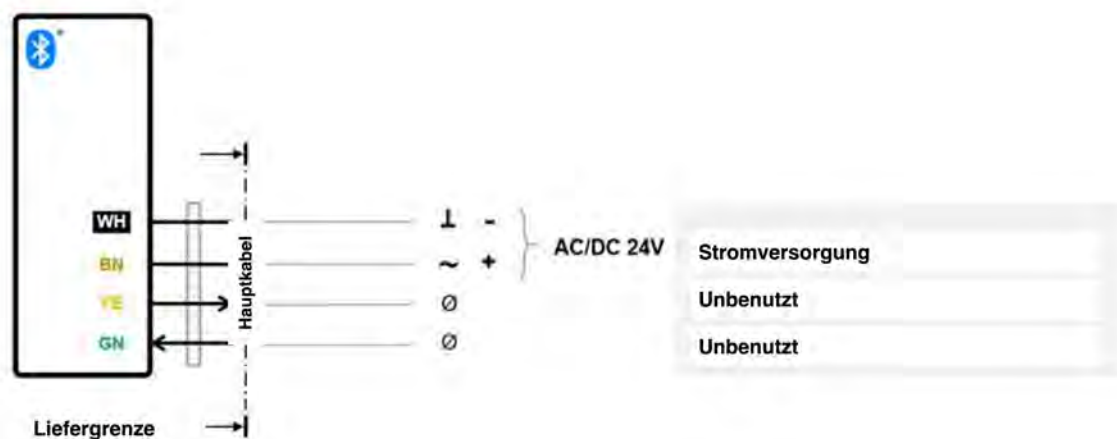 WH
⊥ -
AC/DC 24V
Stromversorgung
BN
~ +
YE
Ø
Unbenutzt
GN
Ø
Unbenutzt
Hauptkabel
Liefergrenze